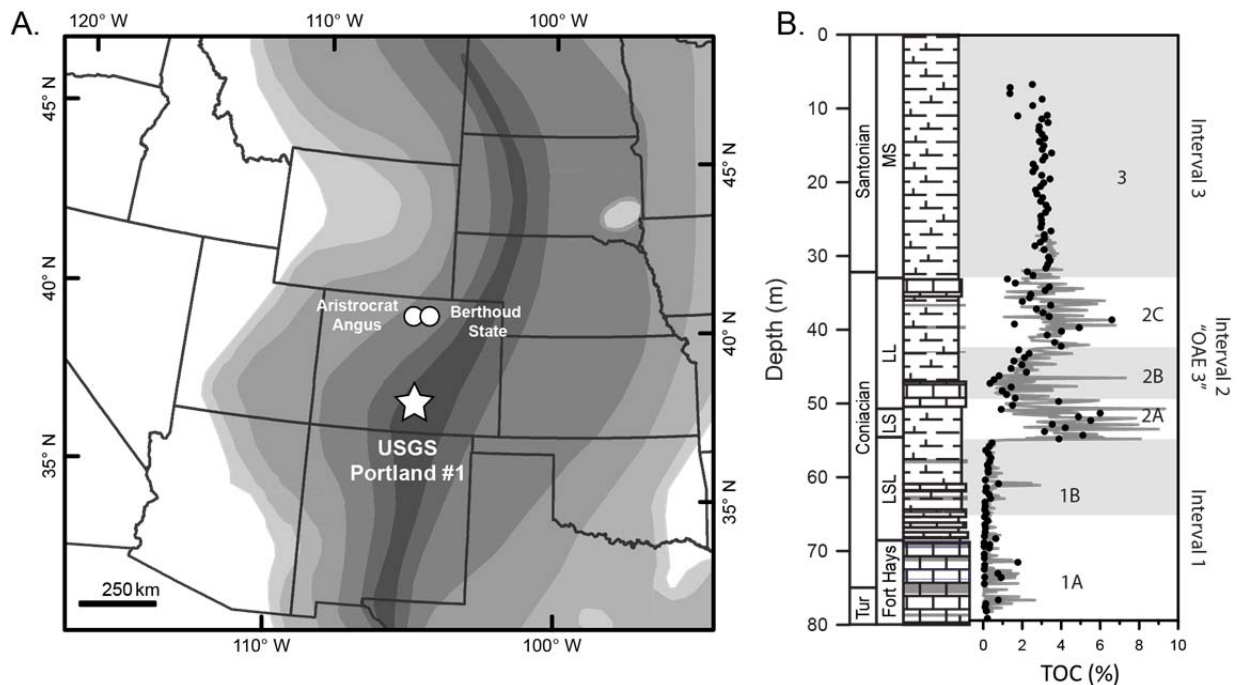 A.
120° W
110° W
100° W
45° N
40° N
35° N
45° N
40° N
35° N
Aristocrat
Angus
Berthoud
State
USGS
Portland #1
250 km
110° W
100° W
B.
Depth (m)
0
10
20
30
40
50
60
70
80
Santonian
Coniacian
Tur
MS
LL
LS
LSL
Fort Hays
3
2C
2B
2A
1B
1A
Interval 3
Interval 2
"OAE 3"
Interval 1
0 2 4 6 8 10
TOC (%)